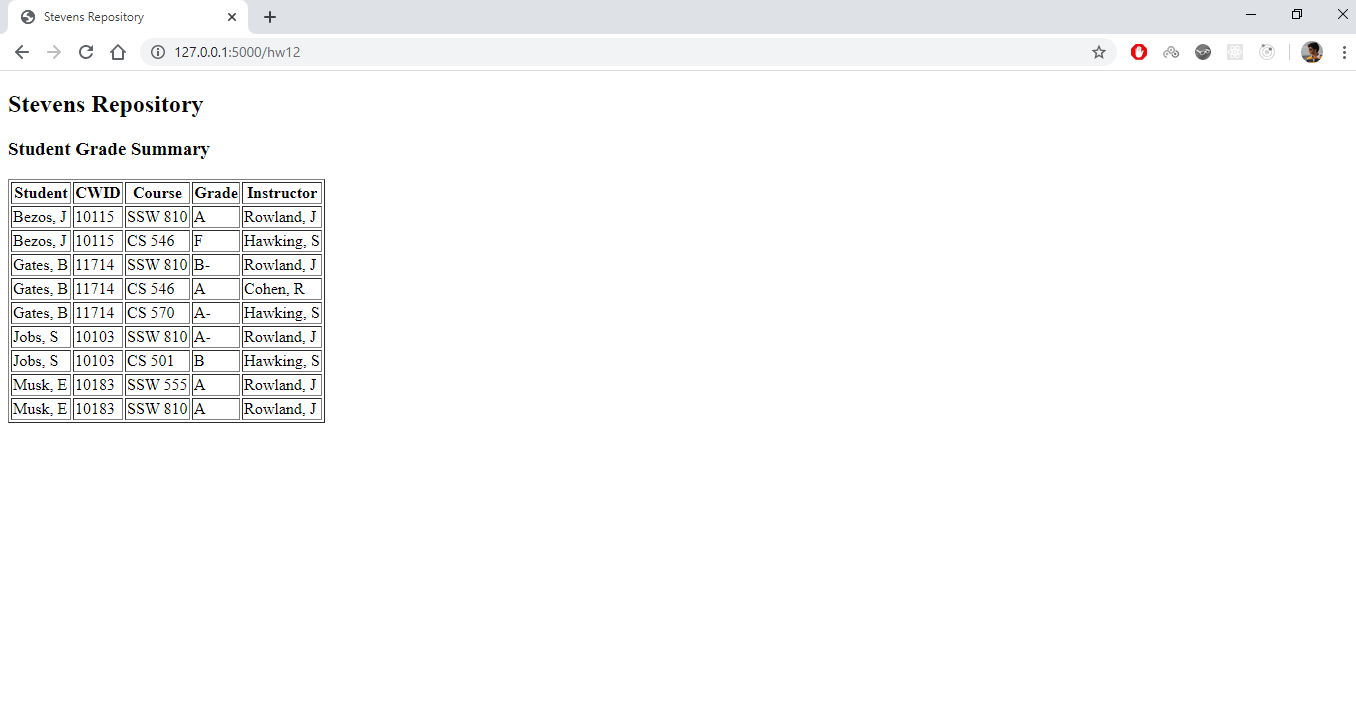 Stevens Repository
127.0.0.1:5000/hw12
Stevens Repository
Student Grade Summary
Student CWID Course Grade Instructor
Bezos, J 10115 SSW 810 A Rowland, J
Bezos, J 10115 CS 546 F Hawking, S
Gates, B 11714 SSW 810 B- Rowland, J
Gates, B 11714 CS 546 A Cohen, R
Gates, B 11714 CS 570 A- Hawking, S
Jobs, S 10103 SSW 810 A- Rowland, J
Jobs, S 10103 CS 501 B Hawking, S
Musk, E 10183 SSW 555 A Rowland, J
Musk, E 10183 SSW 810 A Rowland, J